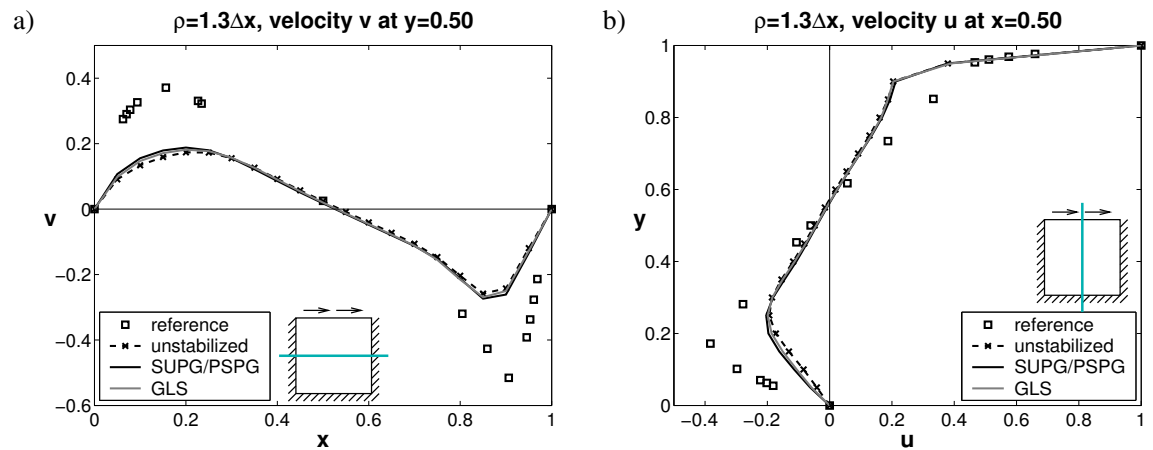 a)
ρ=1.3Δx, velocity v at y=0.50
0.4
0.2
0
−0.2
−0.4
−0.6
v
0
0.2
0.4
0.6
0.8
1
x
reference
unstabilized
SUPG/PSPG
GLS
b)
ρ=1.3Δx, velocity u at x=0.50
1
0.8
0.6
0.4
0.2
0
y
−0.4
−0.2
0
0.2
0.4
0.6
0.8
1
u
reference
unstabilized
SUPG/PSPG
GLS